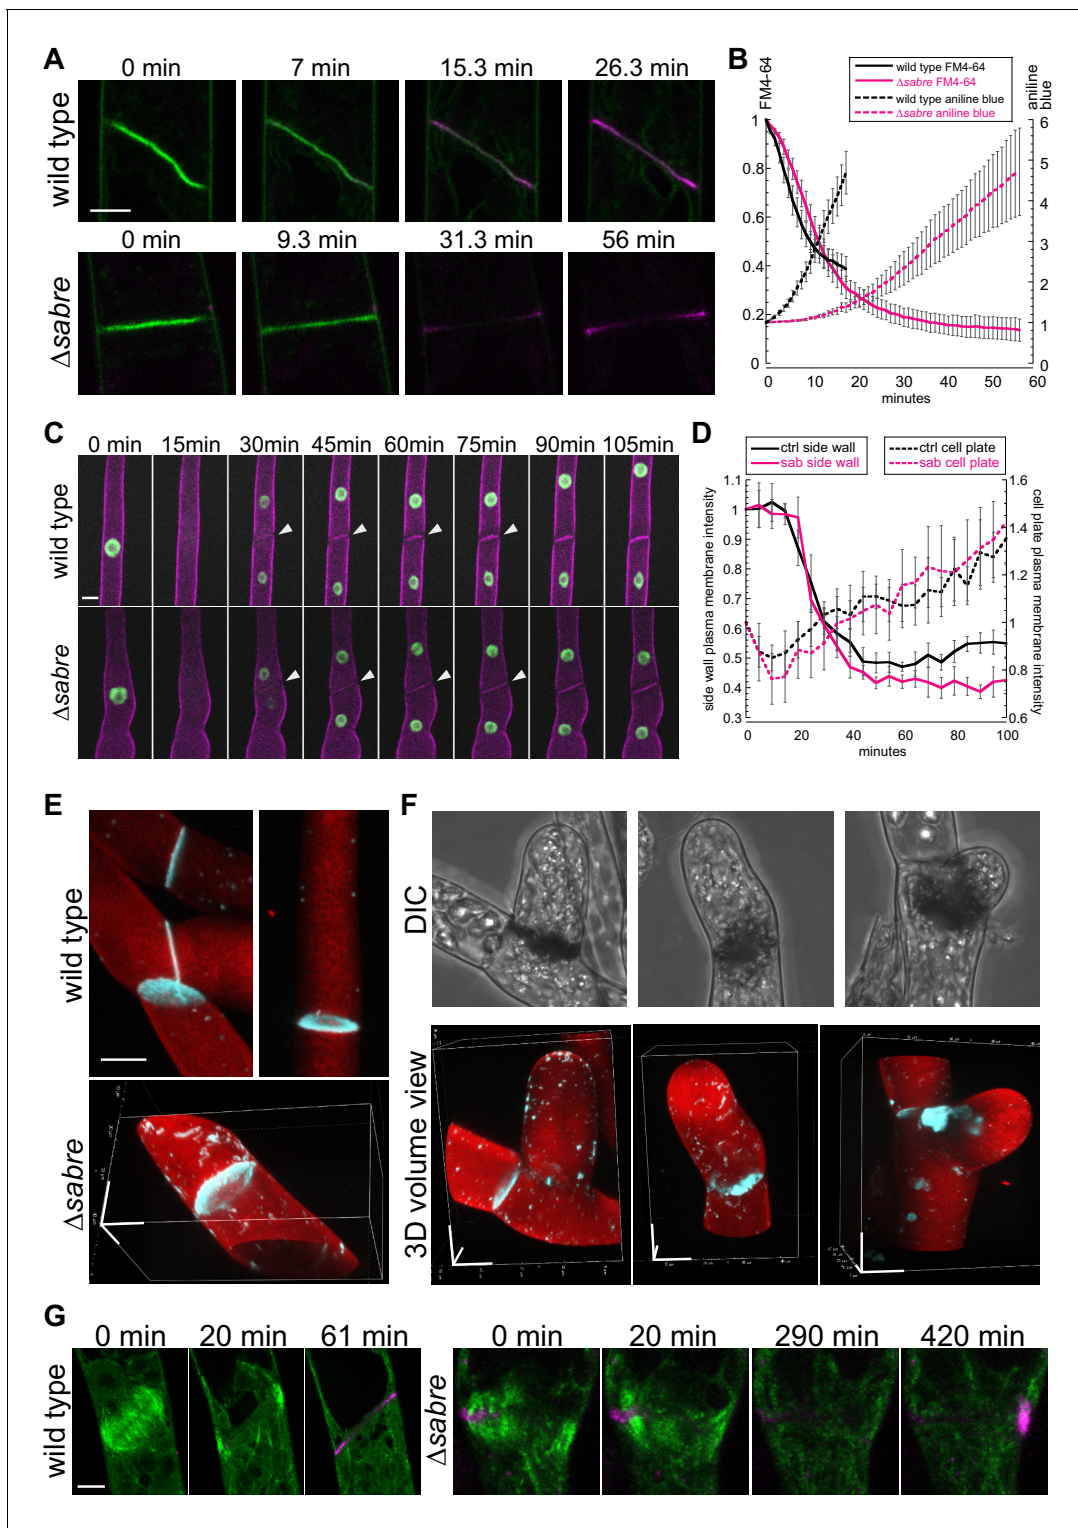 A
0 min 7 min 15.3 min 26.3 min
wild type
0 min 9.3 min 31.3 min 56 min
Δsabre
B
FM4-64
wild type FM4-64
Δsabre FM4-64
wild type aniline blue
Δsabre aniline blue
aniline
blue
1 0.8 0.6 0.4 0.2 0
6 5 4 3 2 1 0
0 10 20 30 40 50 60
minutes
C
0 min 15min 30min 45min 60min 75min 90min 105min
wild type
Δsabre
D
ctrl side wall
sab side wall
ctrl cell plate
sab cell plate
side wall plasma membrane intensity
1.1 1 0.9 0.8 0.7 0.6 0.5 0.4 0.3
1.6 1.4 1.2 1 0.8 0.6
cell plate plasma membrane intensity
0 20 40 60 80 100
minutes
E
wild type
Δsabre
F
DIC
3D volume view
G
0 min 20 min 61 min
wild type
0 min 20 min 290 min 420 min
Δsabre